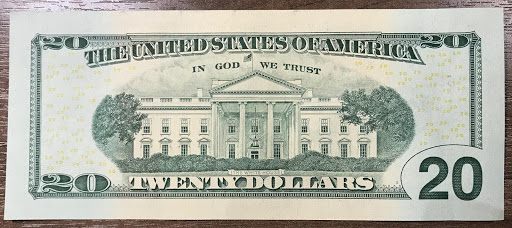 20 20
THE UNITED STATES OF AMERICA
IN GOD WE TRUST
THE WHITE HOUSE
20 TWENTY DOLLARS 20